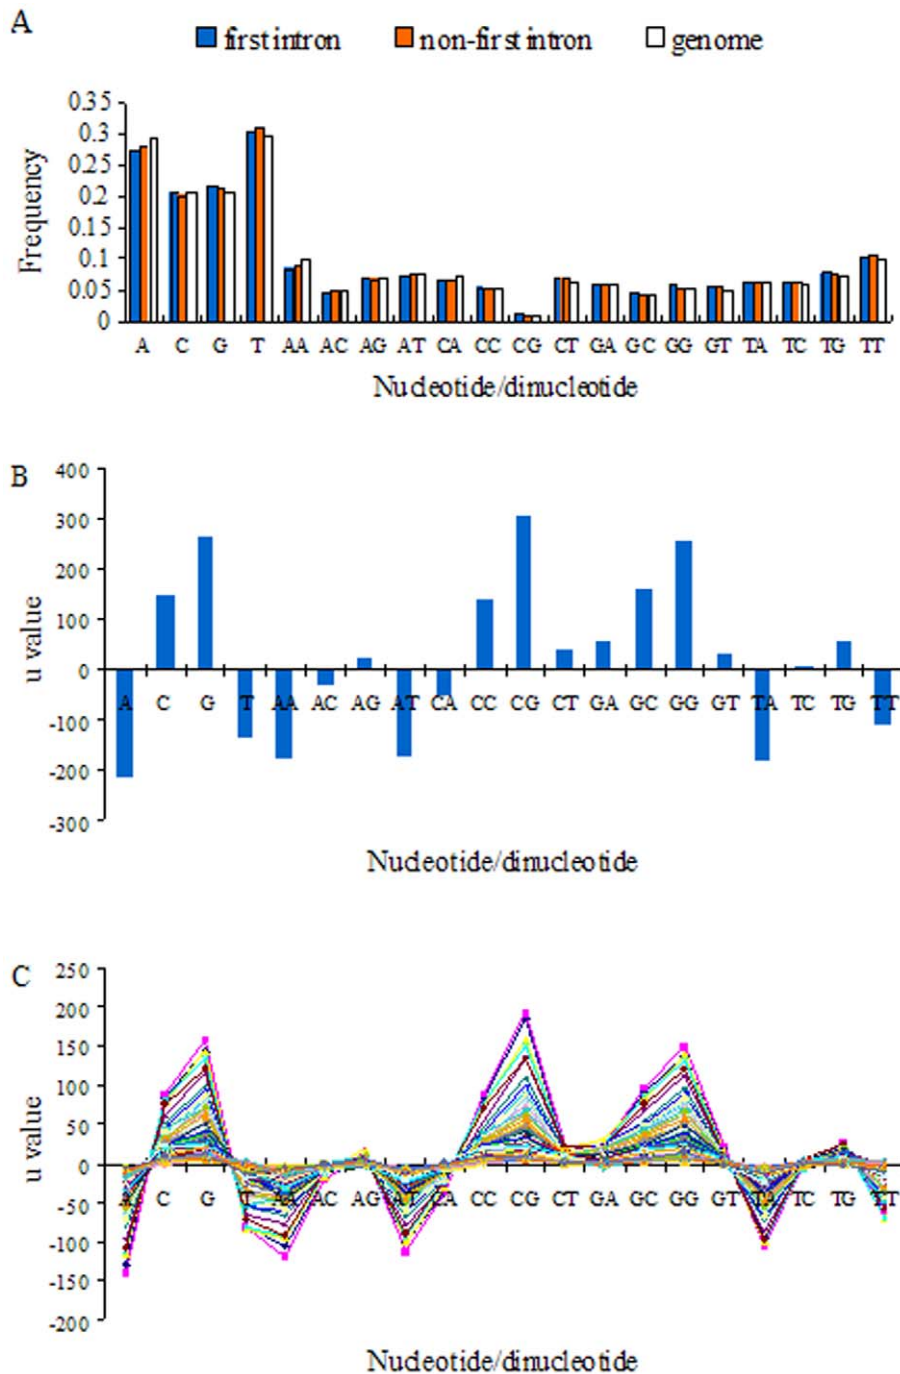 A
first intron non-first intron genome
0.35
0.3
0.25
0.2
0.15
0.1
0.05
0
Frequency
A C G T AA AC AG AT CA CC CG CT GA GC GG GT TA TC TG TT
Nucleotide/dinucleotide
B
400
300
200
100
0
-100
-200
-300
u value
A C G T AA AC AG AT CA CC CG CT GA GC GG GT TA TC TG TT
Nucleotide/dinucleotide
C
250
200
150
100
50
0
-50
-100
-150
-200
u value
A C G T AA AC AG AT CA CC CG CT GA GC GG GT TA TC TG TT
Nucleotide/dinucleotide